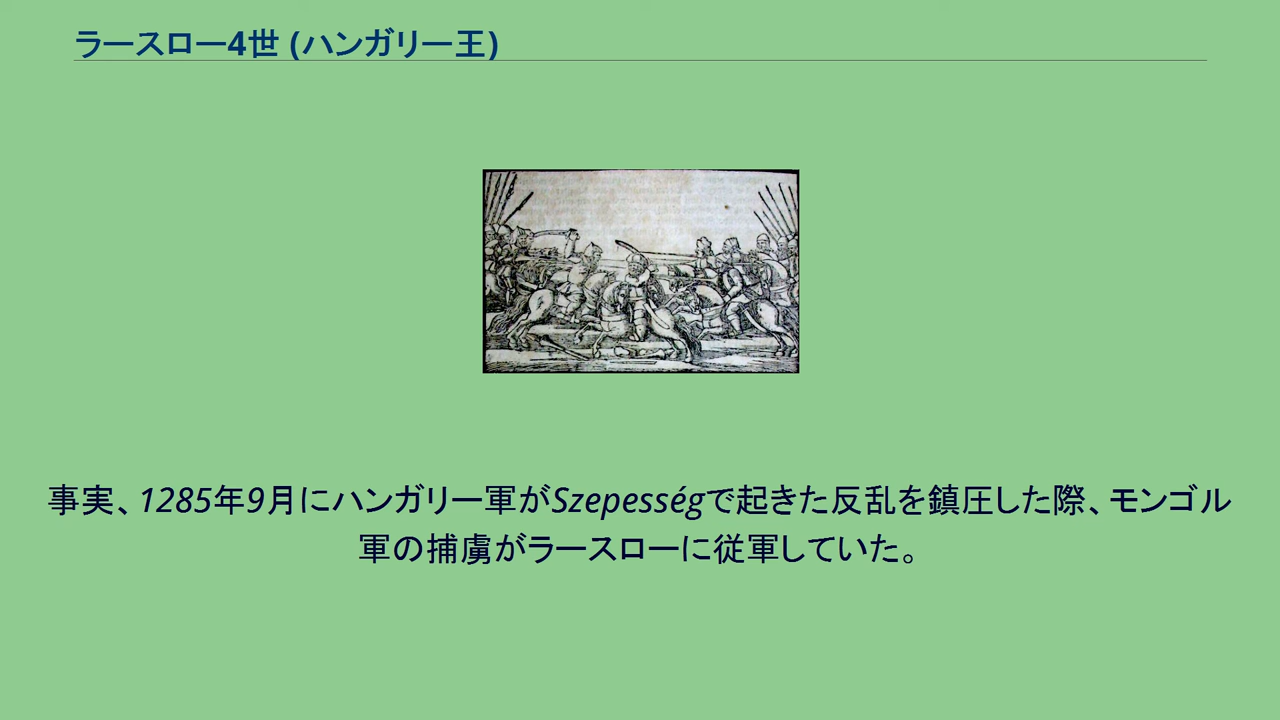 ラースロー4世 (ハンガリー王)
事実、1285年9月にハンガリー軍がSzepességで起きた反乱を鎮圧した際、モンゴル
軍の捕虜がラースローに従軍していた。